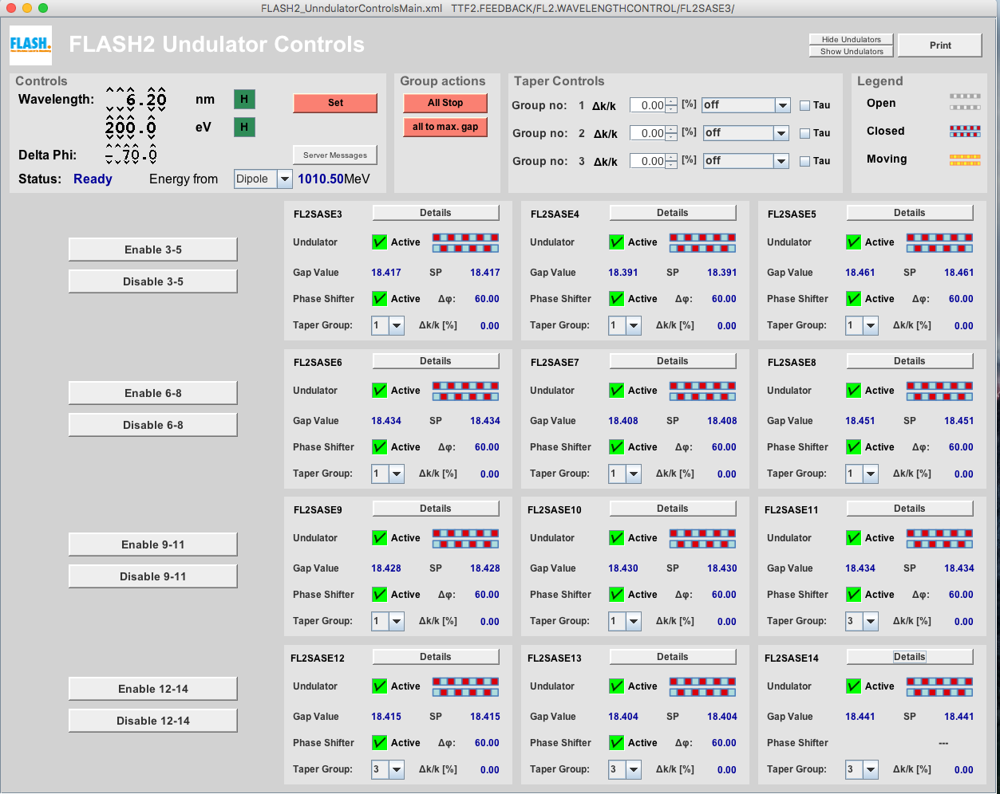 FLASH2_UnndulatorControlsMain.xml TTF2.FEEDBACK/FL2.WAVELENGTHCONTROL/FL2SASE3/
FLASH.
FLASH2 Undulator Controls
Hide Undulators
Show Undulators
Print
Controls
Wavelength: 6.20 nm H
200.0 eV H
Delta Phi: -70.0
Set
Server Messages
Status: Ready Energy from Dipole 1010.50MeV
Group actions
All Stop
all to max. gap
Taper Controls
Group no: 1 Δk/k 0.00 [%] off Tau
Group no: 2 Δk/k 0.00 [%] off Tau
Group no: 3 Δk/k 0.00 [%] off Tau
Legend
Open
Closed
Moving
Enable 3-5
Disable 3-5
FL2SASE3 Details
Undulator Active
Gap Value 18.417 SP 18.417
Phase Shifter Active Δφ: 60.00
Taper Group: 1 Δk/k [%] 0.00
FL2SASE4 Details
Undulator Active
Gap Value 18.391 SP 18.391
Phase Shifter Active Δφ: 60.00
Taper Group: 1 Δk/k [%] 0.00
FL2SASE5 Details
Undulator Active
Gap Value 18.461 SP 18.461
Phase Shifter Active Δφ: 60.00
Taper Group: 1 Δk/k [%] 0.00
Enable 6-8
Disable 6-8
FL2SASE6 Details
Undulator Active
Gap Value 18.434 SP 18.434
Phase Shifter Active Δφ: 60.00
Taper Group: 1 Δk/k [%] 0.00
FL2SASE7 Details
Undulator Active
Gap Value 18.408 SP 18.408
Phase Shifter Active Δφ: 60.00
Taper Group: 1 Δk/k [%] 0.00
FL2SASE8 Details
Undulator Active
Gap Value 18.451 SP 18.451
Phase Shifter Active Δφ: 60.00
Taper Group: 1 Δk/k [%] 0.00
Enable 9-11
Disable 9-11
FL2SASE9 Details
Undulator Active
Gap Value 18.428 SP 18.428
Phase Shifter Active Δφ: 60.00
Taper Group: 1 Δk/k [%] 0.00
FL2SASE10 Details
Undulator Active
Gap Value 18.430 SP 18.430
Phase Shifter Active Δφ: 60.00
Taper Group: 1 Δk/k [%] 0.00
FL2SASE11 Details
Undulator Active
Gap Value 18.434 SP 18.434
Phase Shifter Active Δφ: 60.00
Taper Group: 3 Δk/k [%] 0.00
Enable 12-14
Disable 12-14
FL2SASE12 Details
Undulator Active
Gap Value 18.415 SP 18.415
Phase Shifter Active Δφ: 60.00
Taper Group: 3 Δk/k [%] 0.00
FL2SASE13 Details
Undulator Active
Gap Value 18.404 SP 18.404
Phase Shifter Active Δφ: 60.00
Taper Group: 3 Δk/k [%] 0.00
FL2SASE14 Details
Undulator Active
Gap Value 18.441 SP 18.441
Phase Shifter ---
Taper Group: 3 Δk/k [%] 0.00